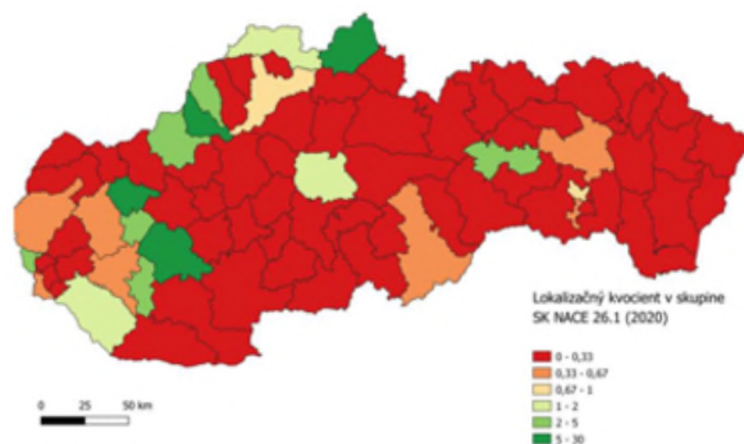 Lokalizačný kvocient v skupine
SK NACE 26.1 (2020)
0 - 0,33
0,33 - 0,67
0,67 - 1
1 - 2
2 - 5
5 - 30
0 25 50 km